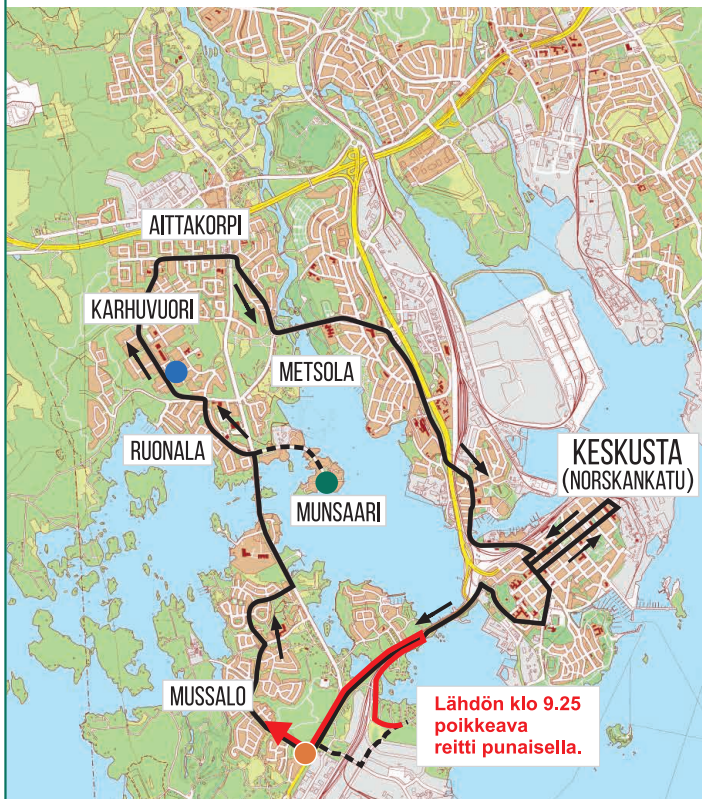 AITTAKORPI
KARHUVUORI
METSOLA
RUONALA
KESKUSTA
(NORSKANKATU)
MUNSAARI
MUSSALO
Lähdön klo 9.25
poikkeava
reitti punaisella.